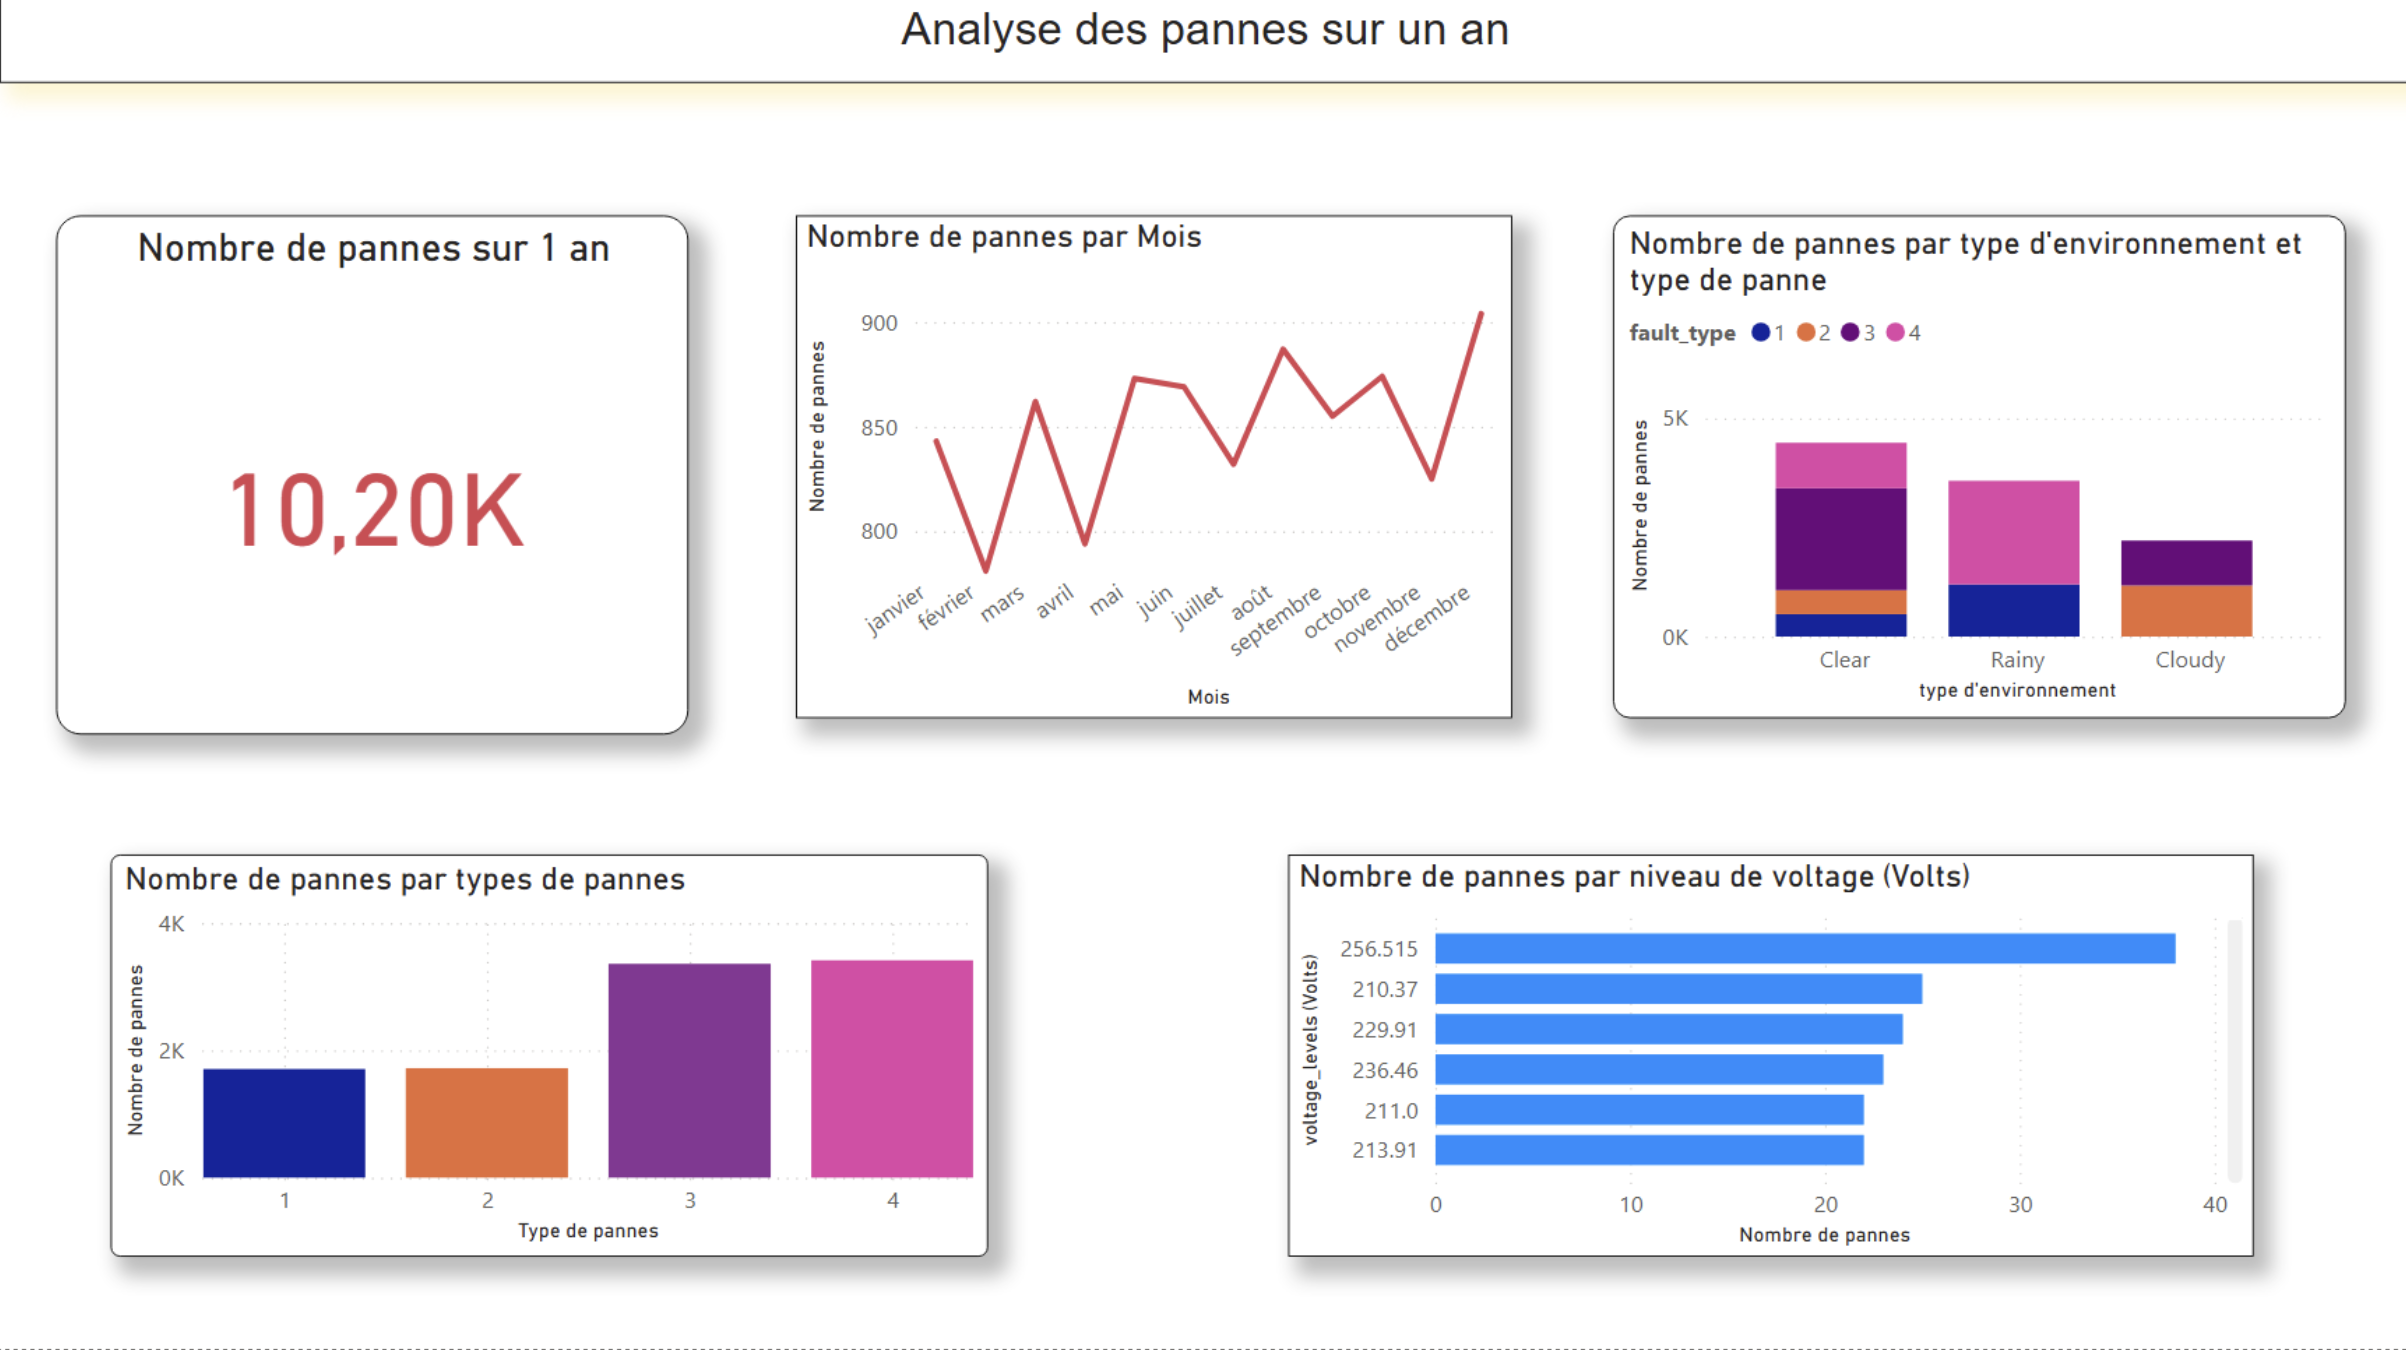 Analyse des pannes sur un an
Nombre de pannes sur 1 an
10,20K
Nombre de pannes par Mois
Nombre de pannes
900
850
800
janvier
février
mars
avril
mai
juin
juillet
août
septembre
octobre
novembre
décembre
Mois
Nombre de pannes par type d'environnement et
type de panne
fault_type 1 2 3 4
Nombre de pannes
5K
0K
Clear
Rainy
Cloudy
type d'environnement
Nombre de pannes par types de pannes
Nombre de pannes
4K
2K
0K
1
2
3
4
Type de pannes
Nombre de pannes par niveau de voltage (Volts)
voltage_levels (Volts)
256.515
210.37
229.91
236.46
211.0
213.91
0
10
20
30
40
Nombre de pannes